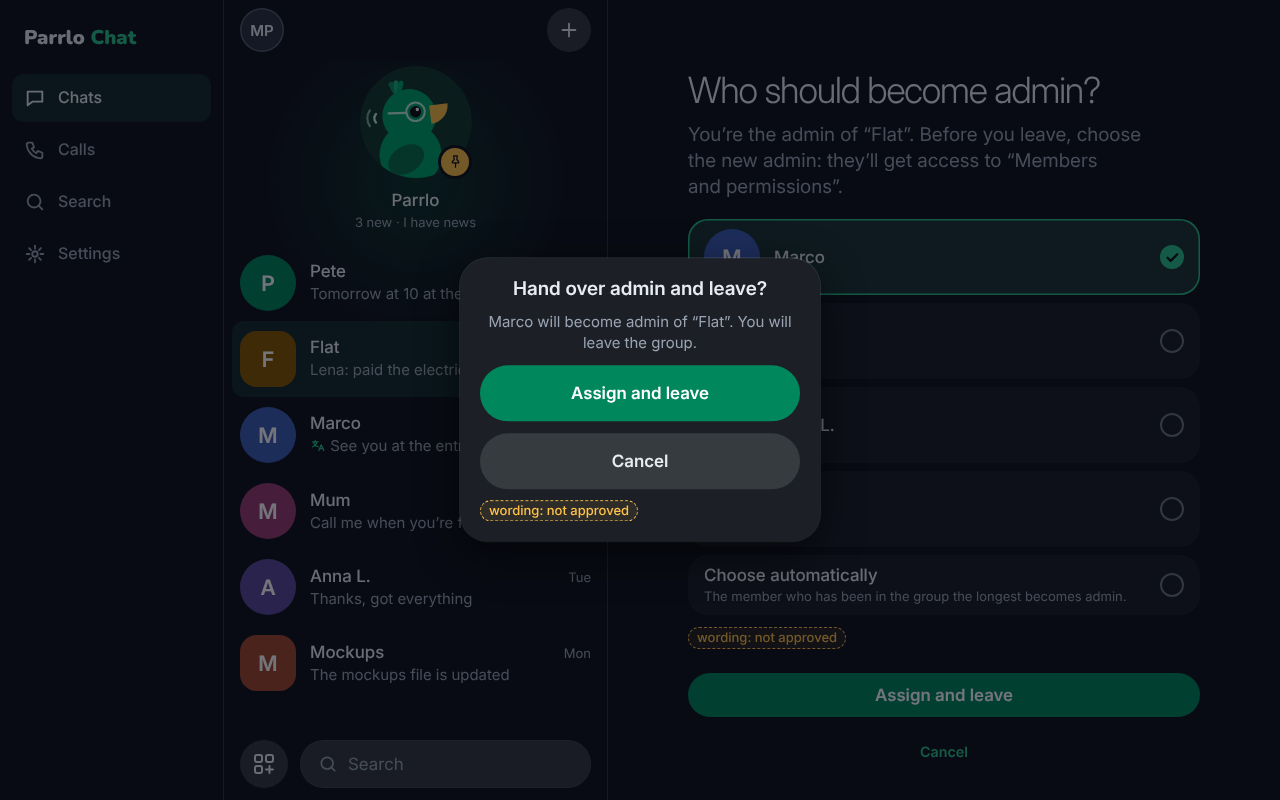 Parrlo Chat
Chats
Calls
Search
Settings
MP
Parrlo
3 new · I have news
P
Pete
Tomorrow at 10 at the
F
Flat
Lena: paid the electri
M
Marco
See you at the ent
M
Mum
Call me when you’re
A
Anna L.
Tue
Thanks, got everything
M
Mockups
Mon
The mockups file is updated
Search
Who should become admin?
You’re the admin of “Flat”. Before you leave, choose
the new admin: they’ll get access to “Members
and permissions”.
M
Marco
L.
Choose automatically
The member who has been in the group the longest becomes admin.
wording: not approved
Assign and leave
Cancel
Hand over admin and leave?
Marco will become admin of “Flat”. You will
leave the group.
Assign and leave
Cancel
wording: not approved